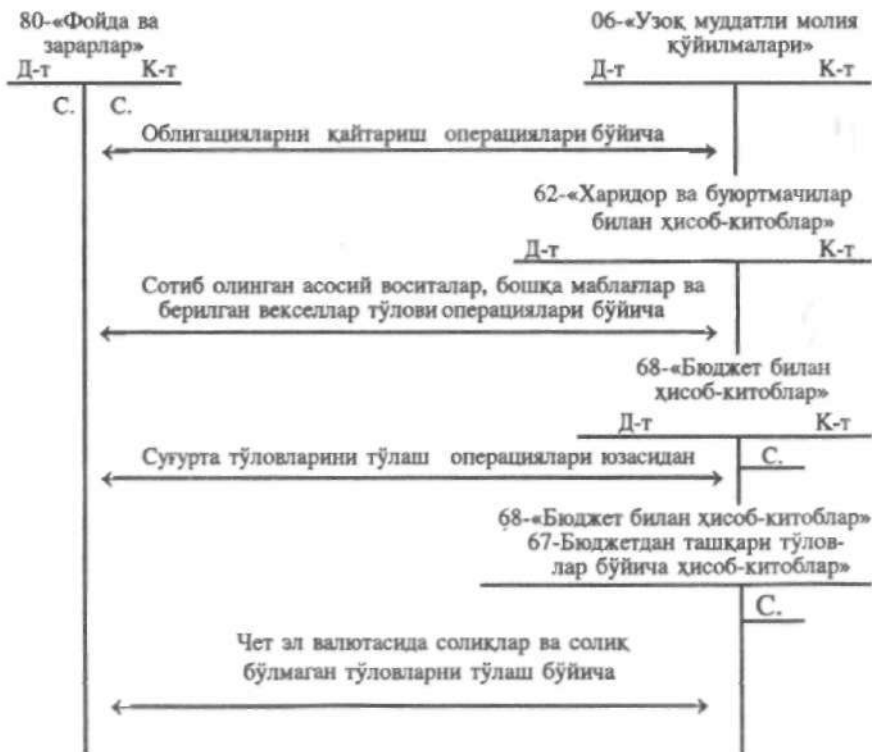 80-«Фойда ва
зарарлар»
Д-т К-т
С. С.
06-«Узоқ муддатли молия
қўйилмалари»
Д-т К-т
Облигацияларни қайтариш операциялари бўйича
62-«Харидор ва буюртмачилар
билан ҳисоб-китоблар»
Д-т К-т
Сотиб олинган асосий воситалар, бошқа маблағлар ва
берилган векселлар тўлови операциялари бўйича
68-«Бюджет билан
ҳисоб-китоблар»
Д-т К-т
С.
Суғурта тўловларини тўлаш операциялари юзасидан
68-«Бюджет билан ҳисоб-китоблар»
67-Бюджетдан ташқари тўлов-
лар бўйича ҳисоб-китоблар»
С.
Чет эл валютасида солиқлар ва солиқ
бўлмаган тўловларни тўлаш бўйича